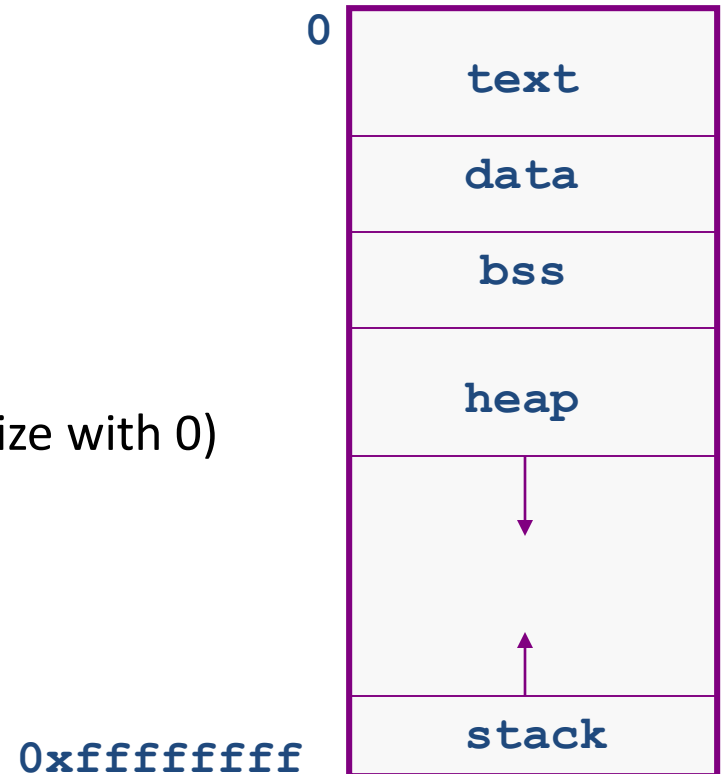 0
text
data
bss
heap
ize with 0)
stack
0xffffffff